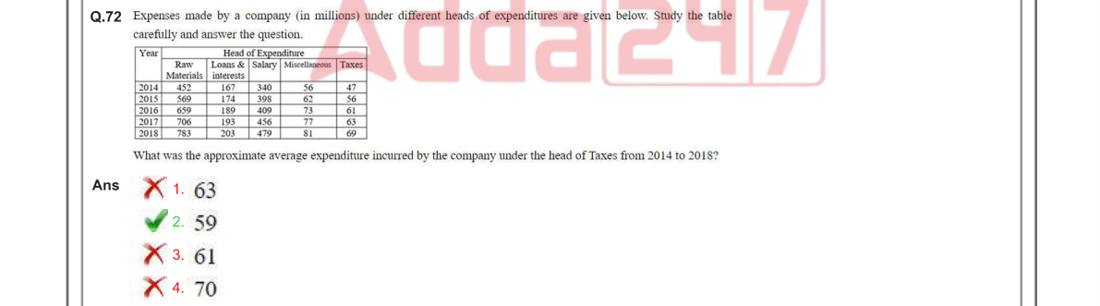 Adda247
Q.72 Expenses made by a company (in millions) under different heads of expenditures are given below. Study the table
carefully and answer the question.
Year Head of Expenditure
Raw Materials Loans & interests Salary Miscellaneous Taxes
2014 452 167 340 56 47
2015 569 174 398 62 56
2016 659 189 409 73 61
2017 706 193 456 77 63
2018 783 203 479 81 69
What was the approximate average expenditure incurred by the company under the head of Taxes from 2014 to 2018?
Ans 1. 63
2. 59
3. 61
4. 70